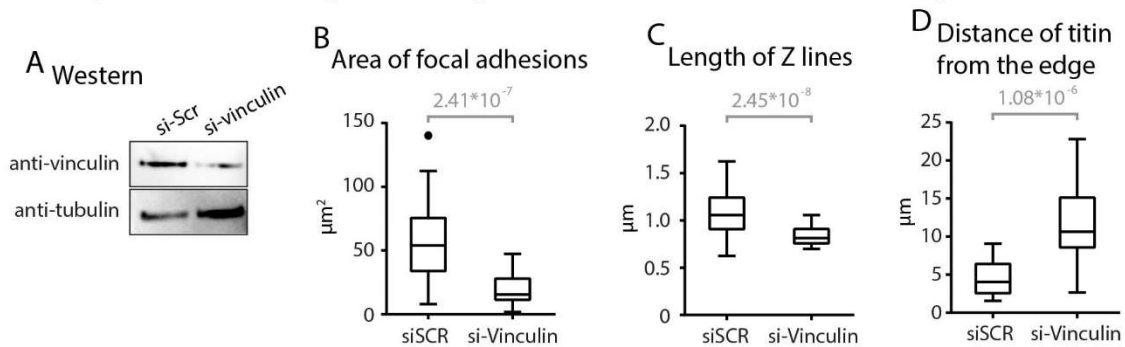 A Western
si-Scr si-vinculin
anti-vinculin
anti-tubulin
B Area of focal adhesions
2.41*10-7
150
100
50
0
µm2
siSCR si-Vinculin
C Length of Z lines
2.45*10-8
2.0
1.5
1.0
0.5
0.0
µm
siSCR si-Vinculin
D Distance of titin
from the edge
1.08*10-6
25
20
15
10
5
0
µm
siSCR si-Vinculin